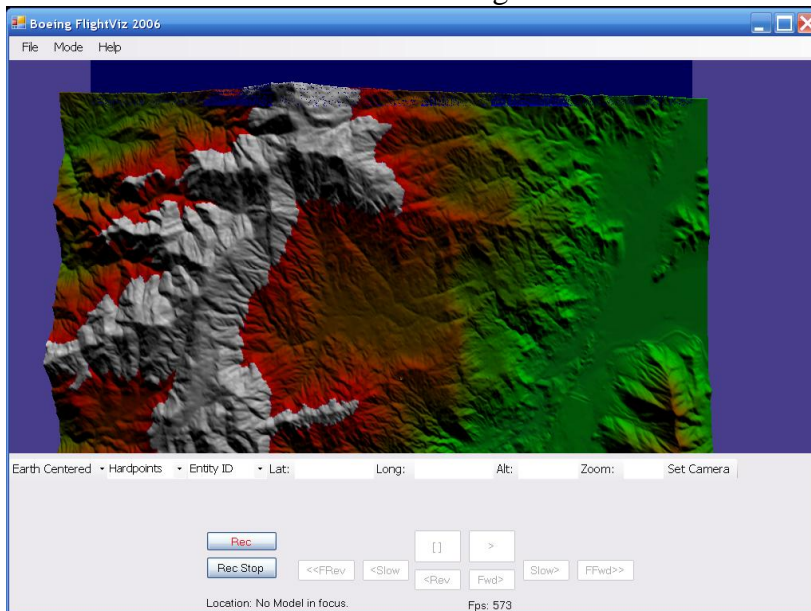 Boeing FlightViz 2006
File Mode Help
Earth Centered Hardpoints Entity ID Lat: Long: Alt: Zoom: Set Camera
Rec [ ] >
Rec Stop <<FRev <Slow <Rev Fwd> Slow> FFwd>>
Location: No Model in focus. Fps: 573